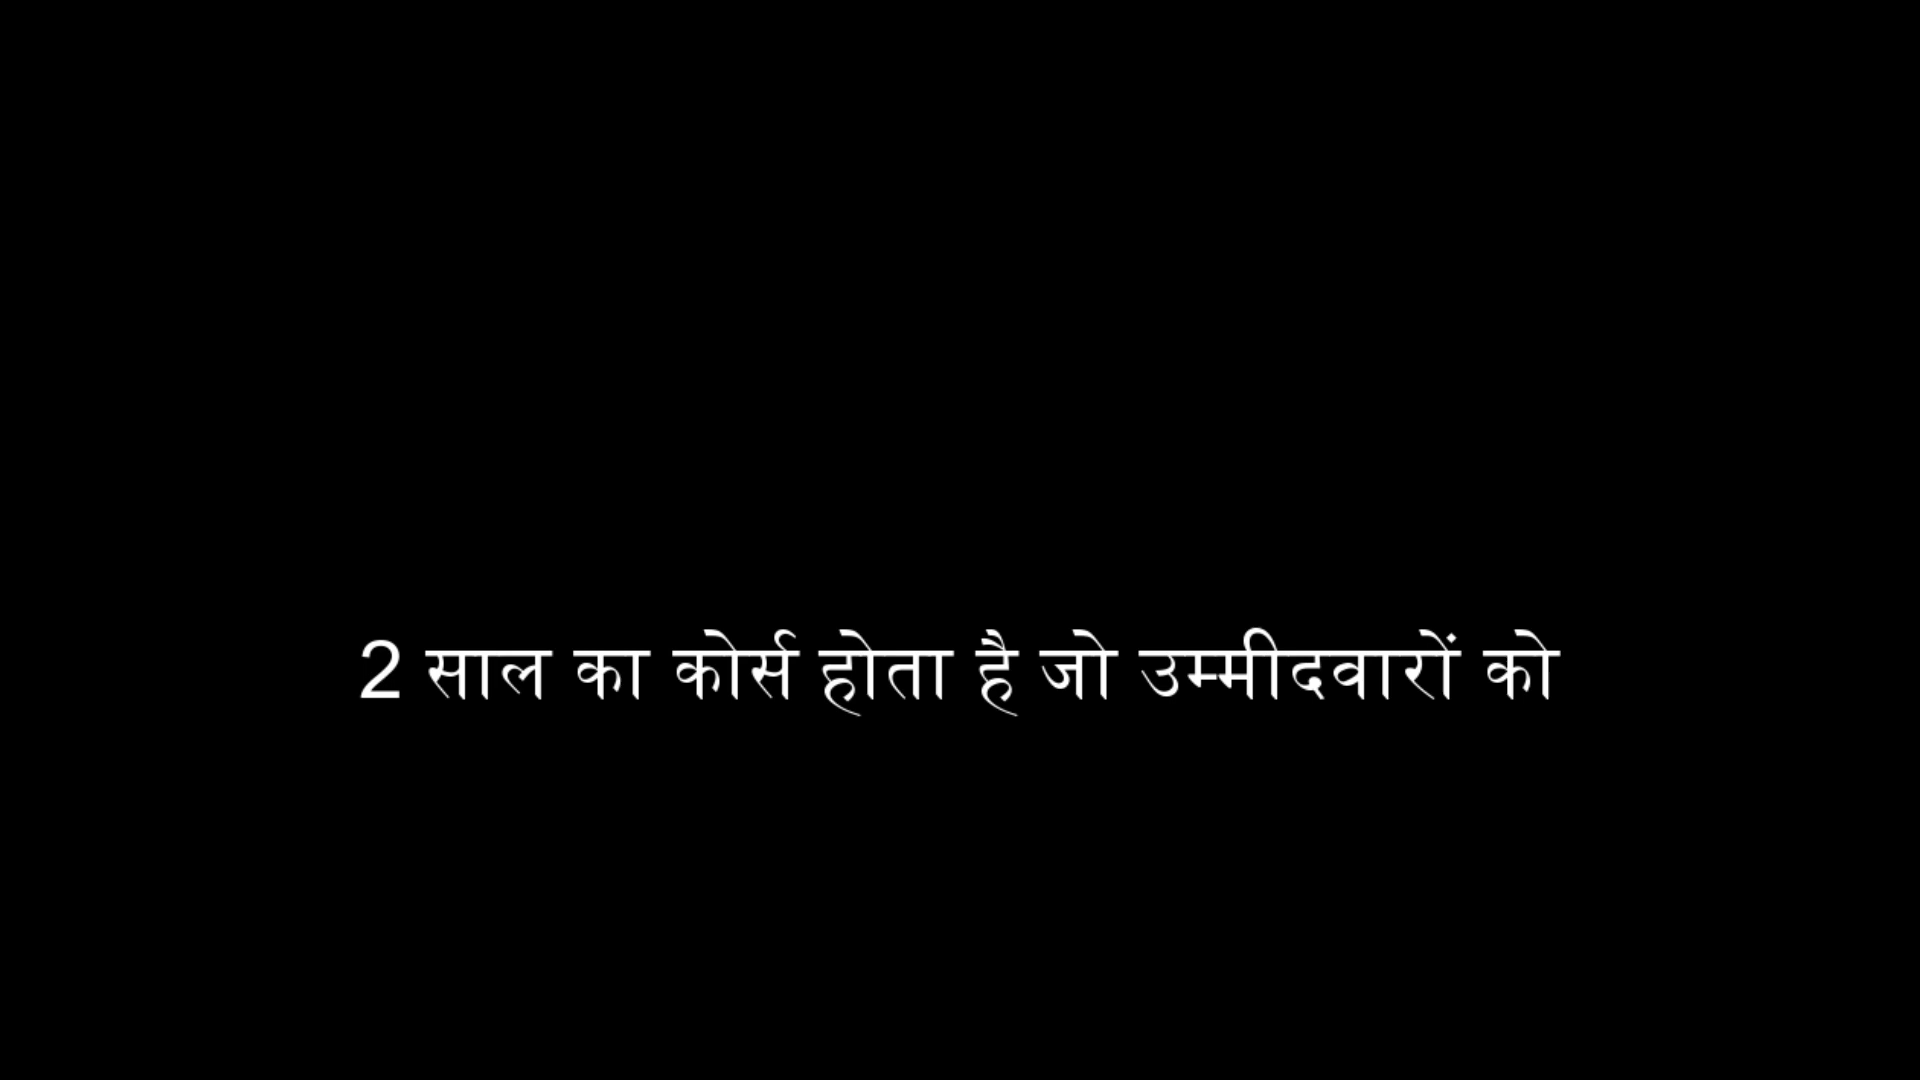 2 साल का कोर्स होता है जो उम्मीदवारों को